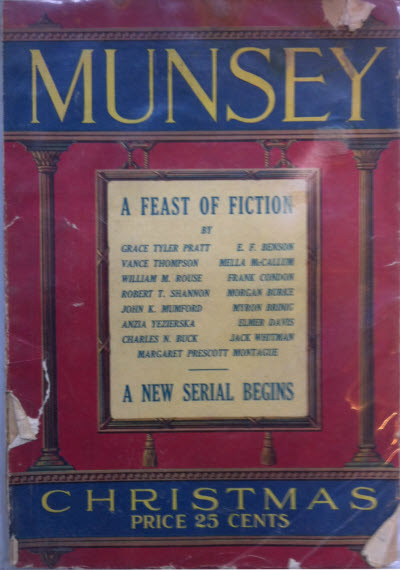 MUNSEY
A FEAST OF FICTION
BY
GRACE TYLER PRATT E. F. BENSON
VANCE THOMPSON MELLA McCALLUM
WILLIAM M. ROUSE FRANK CONDON
ROBERT T. SHANNON MORGAN BURKE
JOHN K. MUMFORD MYRON BRINIG
ANZIA YEZIERSKA ELMER DAVIS
CHARLES N. BUCK JACK WHITMAN
MARGARET PRESCOTT MONTAGUE
A NEW SERIAL BEGINS
CHRISTMAS
PRICE 25 CENTS